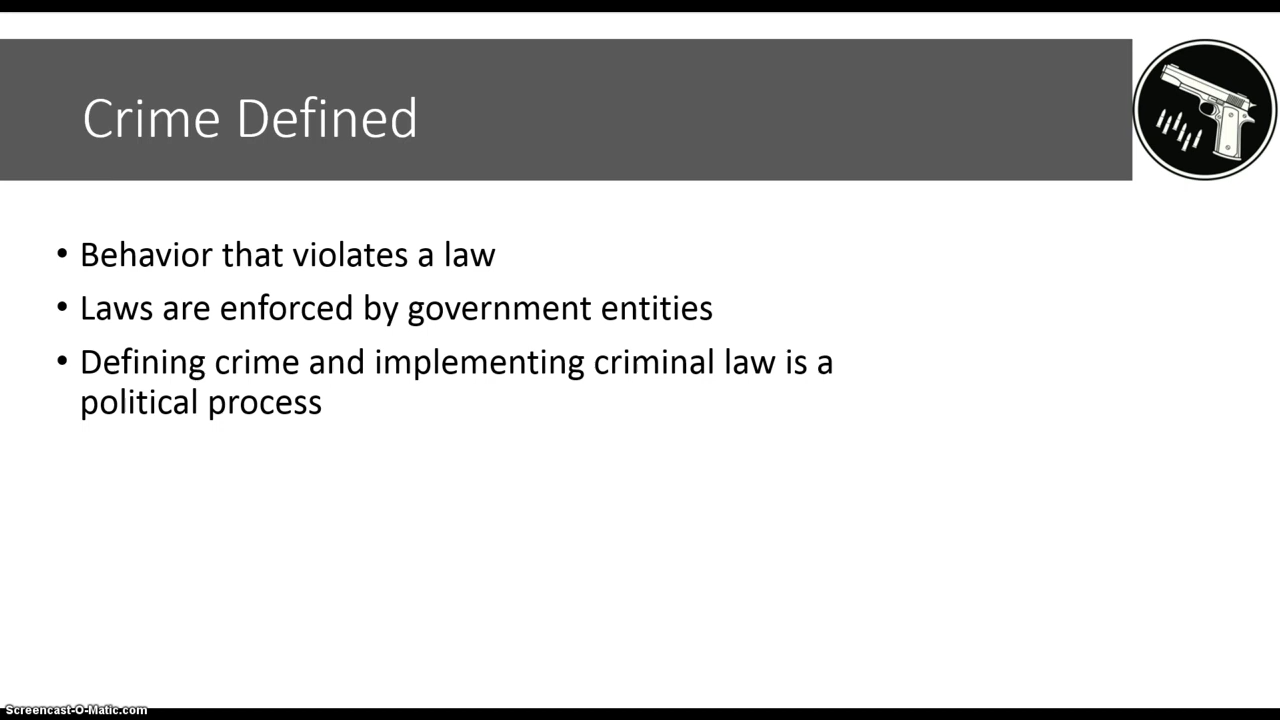 Crime Defined
• Behavior that violates a law
• Laws are enforced by government entities
• Defining crime and implementing criminal law is a
political process
Screencast-O-Matic.com